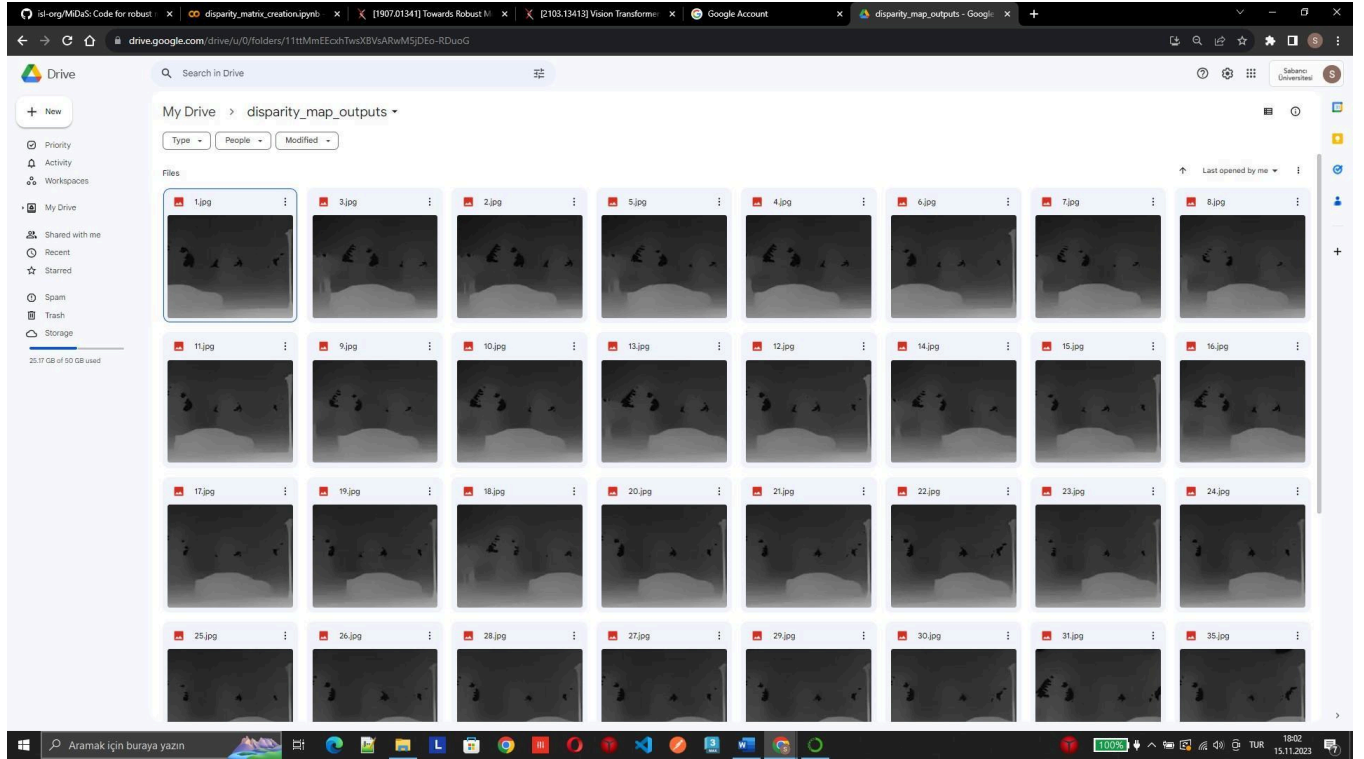 isl-org/MiDaS: Code for robust
disparity_matrix_creation.ipynb
[1907.01341] Towards Robust M
[2103.13413] Vision Transformer
Google Account
disparity_map_outputs - Google
drive.google.com/drive/u/0/folders/11ttMmEEcxhTwsXBVsARwM5jDEo-RDuoG
S
Drive
Search in Drive
Sabancı
Üniversitesi
S
New
My Drive > disparity_map_outputs
Type
People
Modified
Priority
Activity
Workspaces
My Drive
Shared with me
Recent
Starred
Spam
Trash
Storage
25.17 GB of 50 GB used
Files
Last opened by me
1.jpg
3.jpg
2.jpg
5.jpg
4.jpg
6.jpg
7.jpg
8.jpg
11.jpg
9.jpg
10.jpg
13.jpg
12.jpg
14.jpg
15.jpg
16.jpg
17.jpg
19.jpg
18.jpg
20.jpg
21.jpg
22.jpg
23.jpg
24.jpg
25.jpg
26.jpg
28.jpg
27.jpg
29.jpg
30.jpg
31.jpg
35.jpg
Aramak için buraya yazın
100%
TUR
18:02
15.11.2023